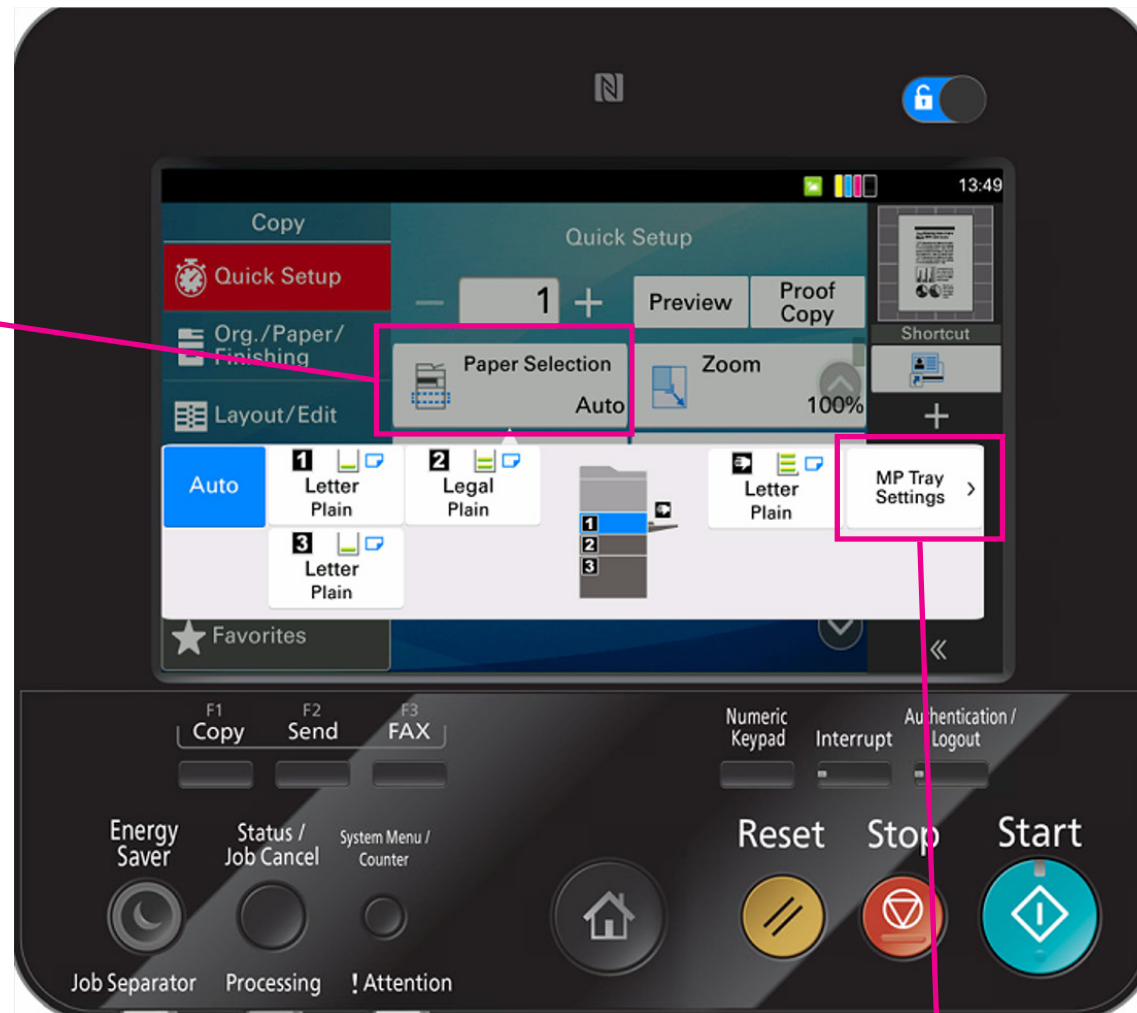 13:49
Copy
Quick Setup
Quick Setup
1
Preview
Proof
Copy
Org./Paper/
Finishing
Shortcut
Paper Selection
Auto
Zoom
100%
Layout/Edit
Auto
1
Letter
Plain
2
Legal
Plain
3
Letter
Plain
1
2
3
Letter
Plain
MP Tray
Settings
Favorites
F1
Copy
F2
Send
F3
FAX
Numeric
Keypad
Interrupt
Authentication /
Logout
Energy
Saver
Status /
Job Cancel
System Menu /
Counter
Reset
Stop
Start
Job Separator
Processing
! Attention